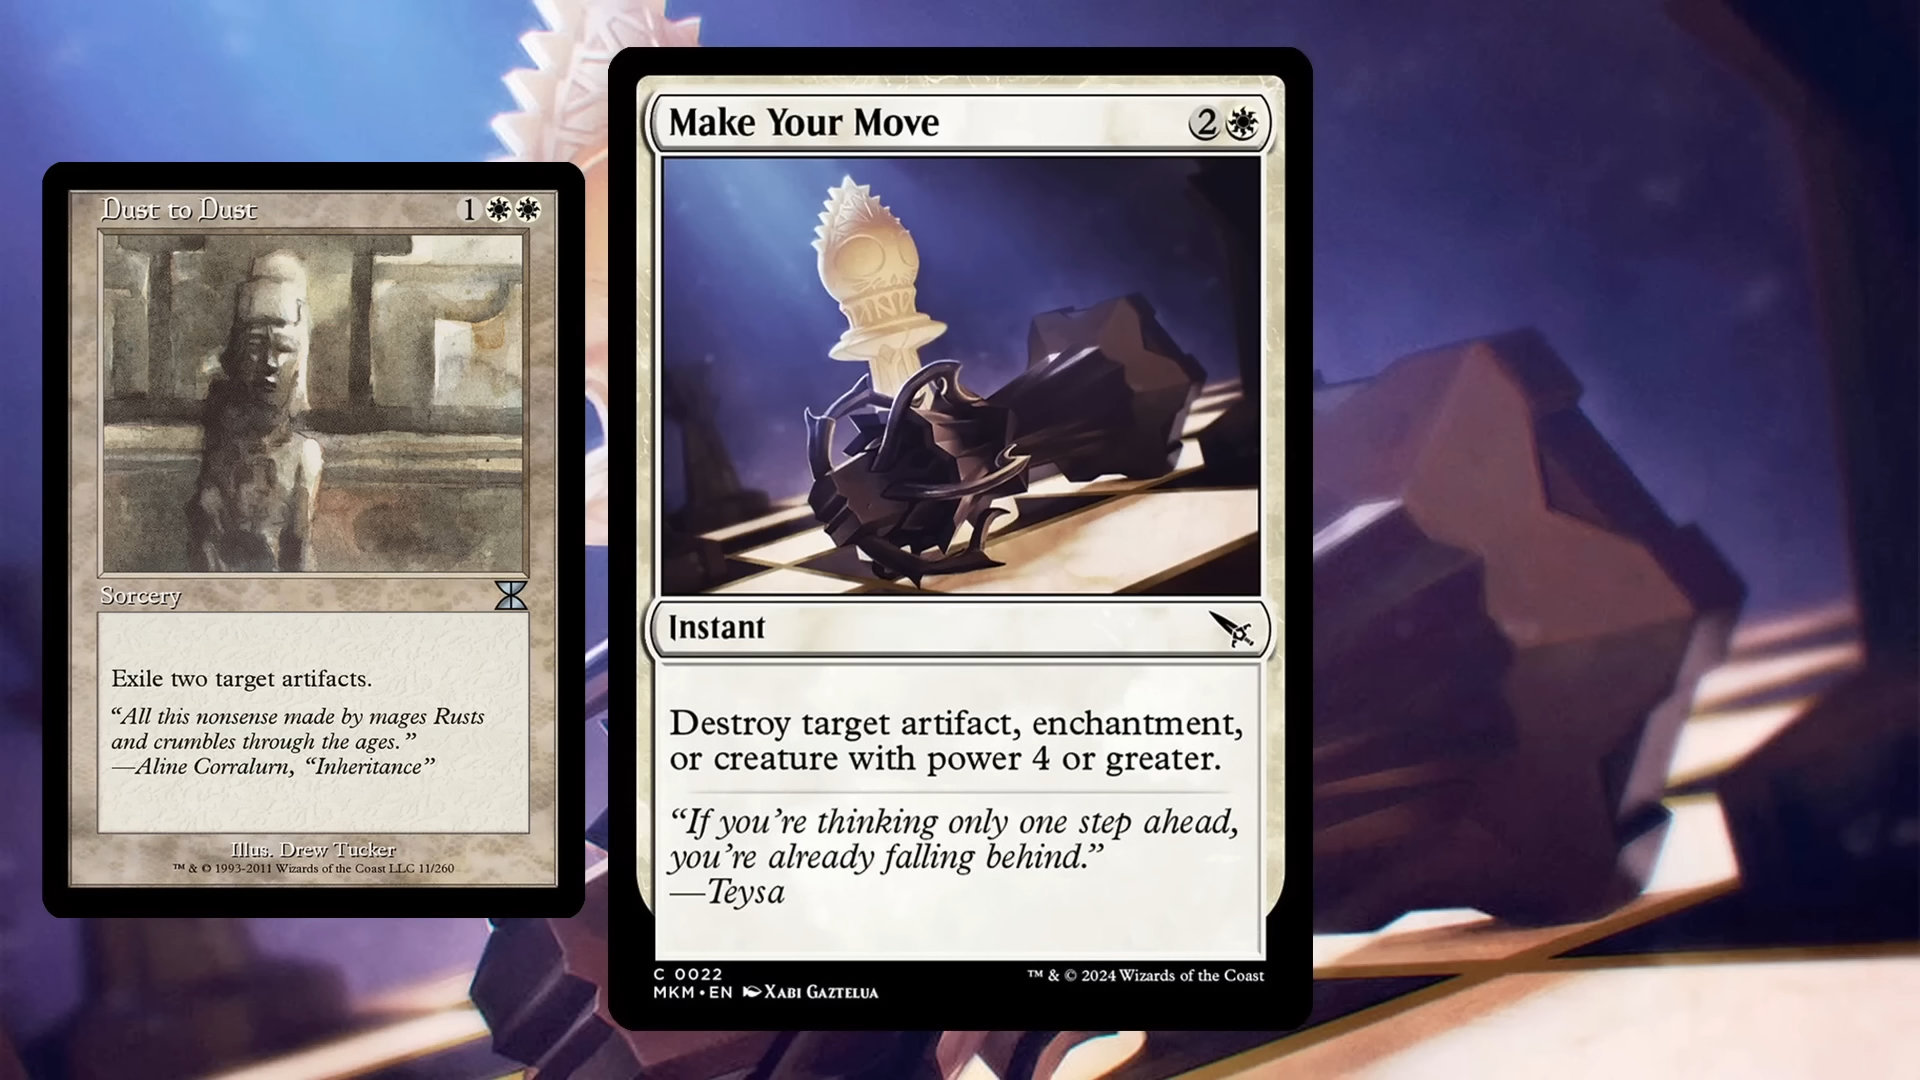 Dust to Dust
1
Sorcery
Exile two target artifacts.
“All this nonsense made by mages Rusts
and crumbles through the ages.”
—Aline Corralurn, “Inheritance”
Illus. Drew Tucker
™ & © 1993-2011 Wizards of the Coast LLC 11/260
Make Your Move
2
Instant
Destroy target artifact, enchantment,
or creature with power 4 or greater.
“If you’re thinking only one step ahead,
you’re already falling behind.”
—Teysa
C 0022
MKM • EN Xabi Gaztelua
™ & © 2024 Wizards of the Coast